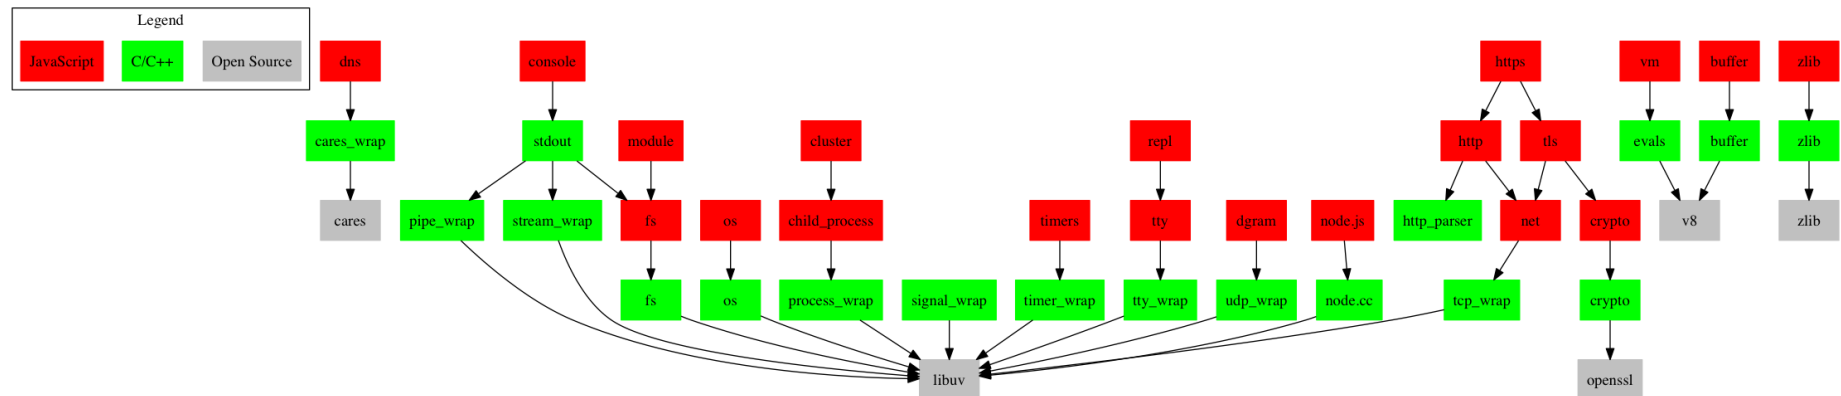 Legend
JavaScript
C/C++
Open Source
dns
console
https
vm
buffer
zlib
cares_wrap
stdout
module
cluster
repl
http
tls
evals
buffer
zlib
cares
pipe_wrap
stream_wrap
fs
os
child_process
timers
tty
dgram
node.js
http_parser
net
crypto
v8
zlib
fs
os
process_wrap
signal_wrap
timer_wrap
tty_wrap
udp_wrap
node.cc
tcp_wrap
crypto
libuv
openssl